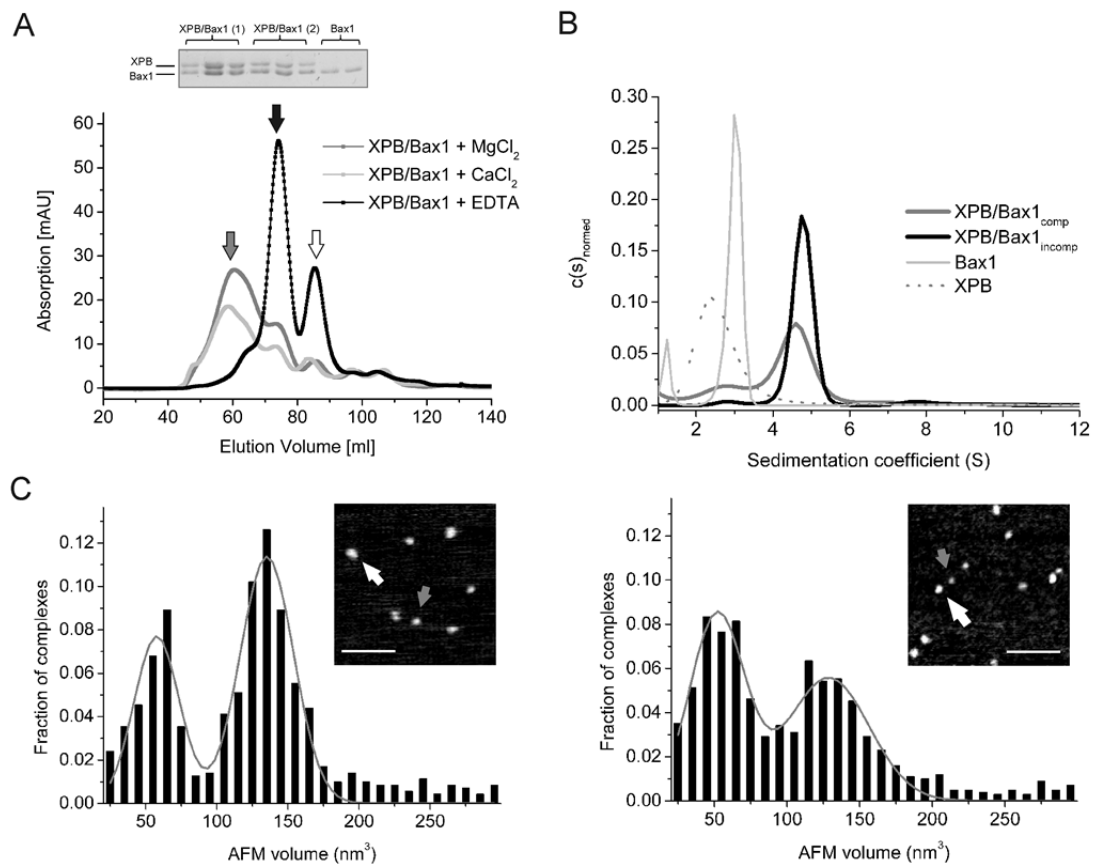 A
XPB/Bax1 (1) XPB/Bax1 (2) Bax1
XPB
Bax1
60
50
40
30
20
10
0
Absorption [mAU]
XPB/Bax1 + MgCl₂
XPB/Bax1 + CaCl₂
XPB/Bax1 + EDTA
20 40 60 80 100 120 140
Elution Volume [ml]
B
0.30
0.25
0.20
0.15
0.10
0.05
0.00
c(s)normed
XPB/Bax1comp
XPB/Bax1incomp
Bax1
XPB
2 4 6 8 10 12
Sedimentation coefficient (S)
C
0.12
0.10
0.08
0.06
0.04
0.02
0.00
Fraction of complexes
50 100 150 200 250
AFM volume (nm³)
0.12
0.10
0.08
0.06
0.04
0.02
0.00
Fraction of complexes
50 100 150 200 250
AFM volume (nm³)